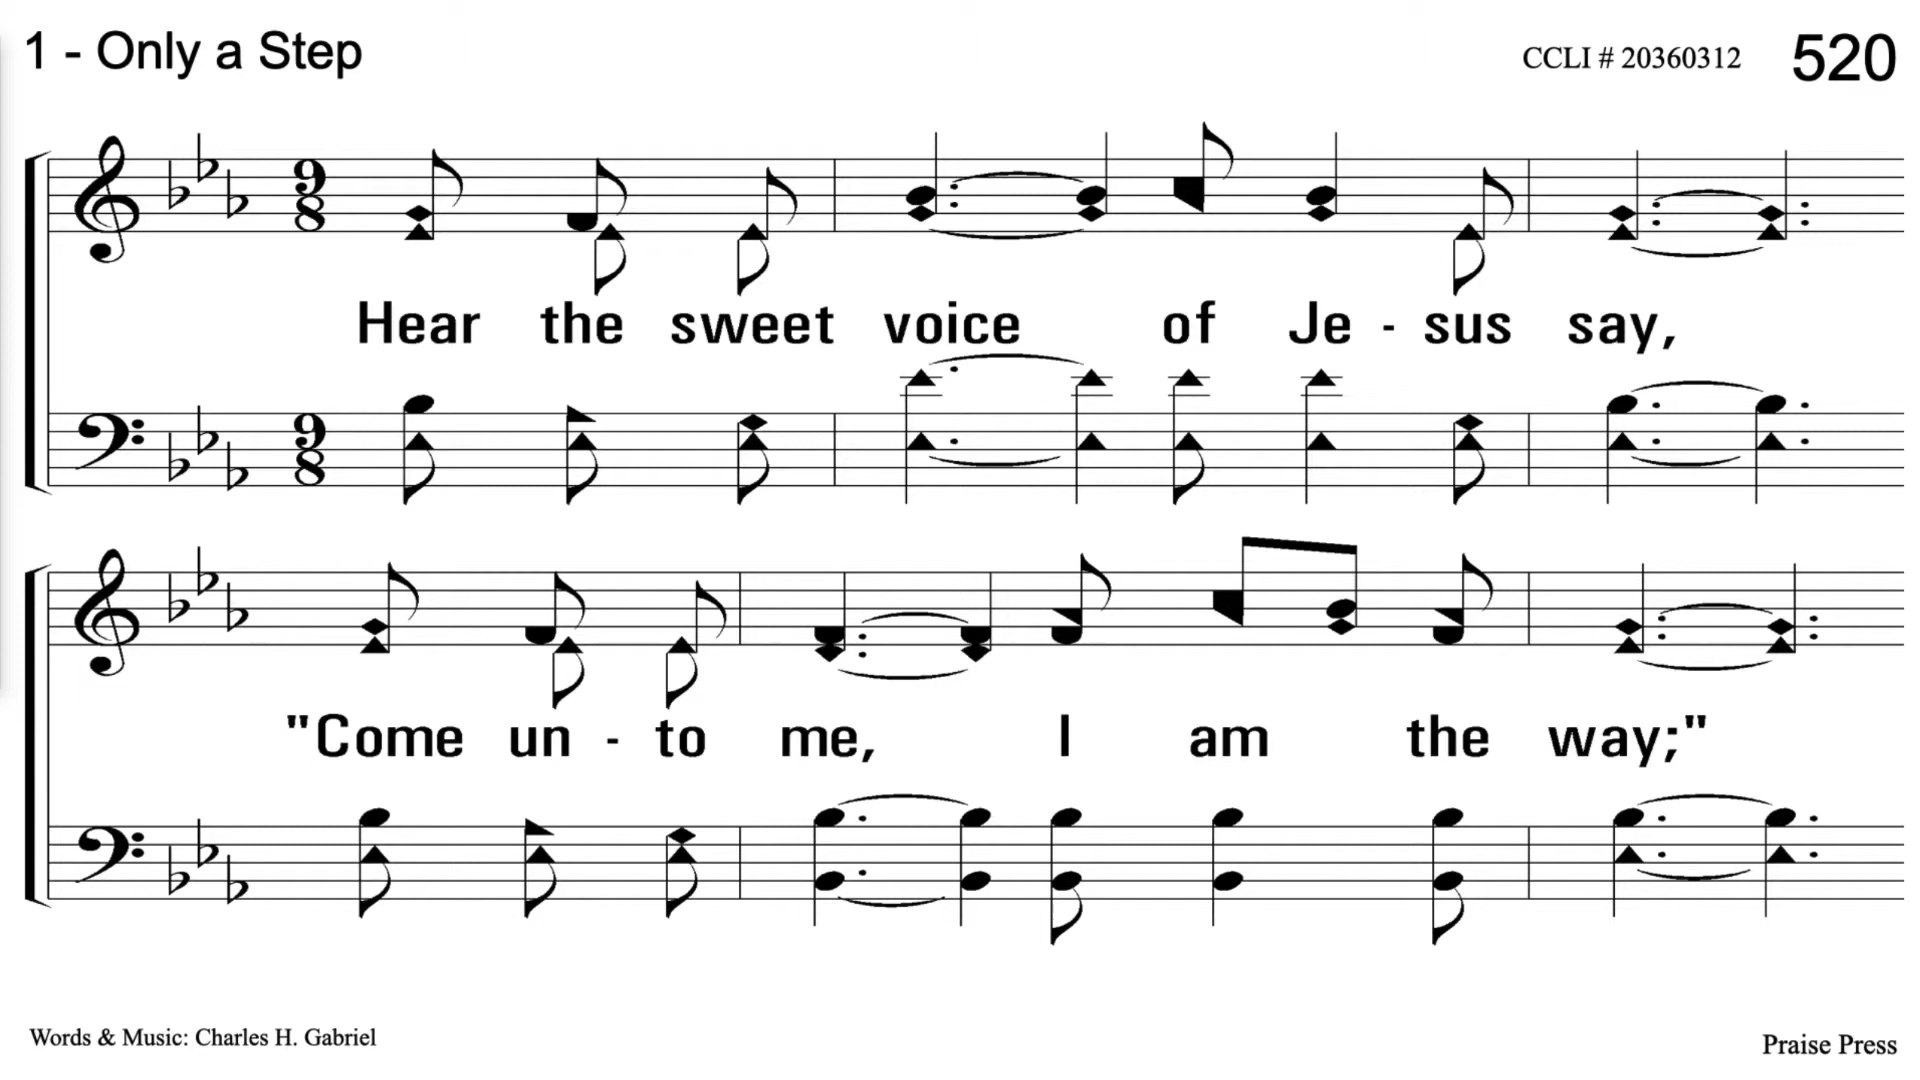 1 - Only a Step
CCLI # 20360312
520
9
8
Hear the sweet voice of Je - sus say,
9
8
"Come un - to me, I am the way;"
Words & Music: Charles H. Gabriel
Praise Press